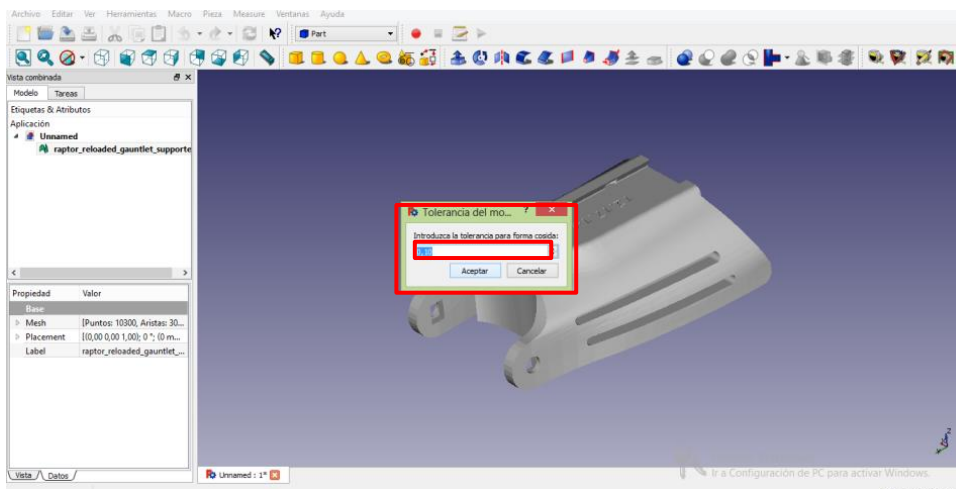 Archivo Editar Ver Herramientas Macro Pieza Measure Ventanas Ayuda
Part
Vista combinada
Modelo Tareas
Etiquetas & Atributos
Aplicación
Unnamed
raptor_reloaded_gauntlet_supporte
Tolerancia del mo... ?
Introduzca la tolerancia para forma cosida:
Aceptar Cancelar
Propiedad Valor
Base
Mesh [Puntos: 10300, Aristas: 30...
Placement [(0,00 0,00 1,00); 0 °; (0 m...
Label raptor_reloaded_gauntlet_...
Vista Datos
Unnamed : 1*
Ir a Configuración de PC para activar Windows.